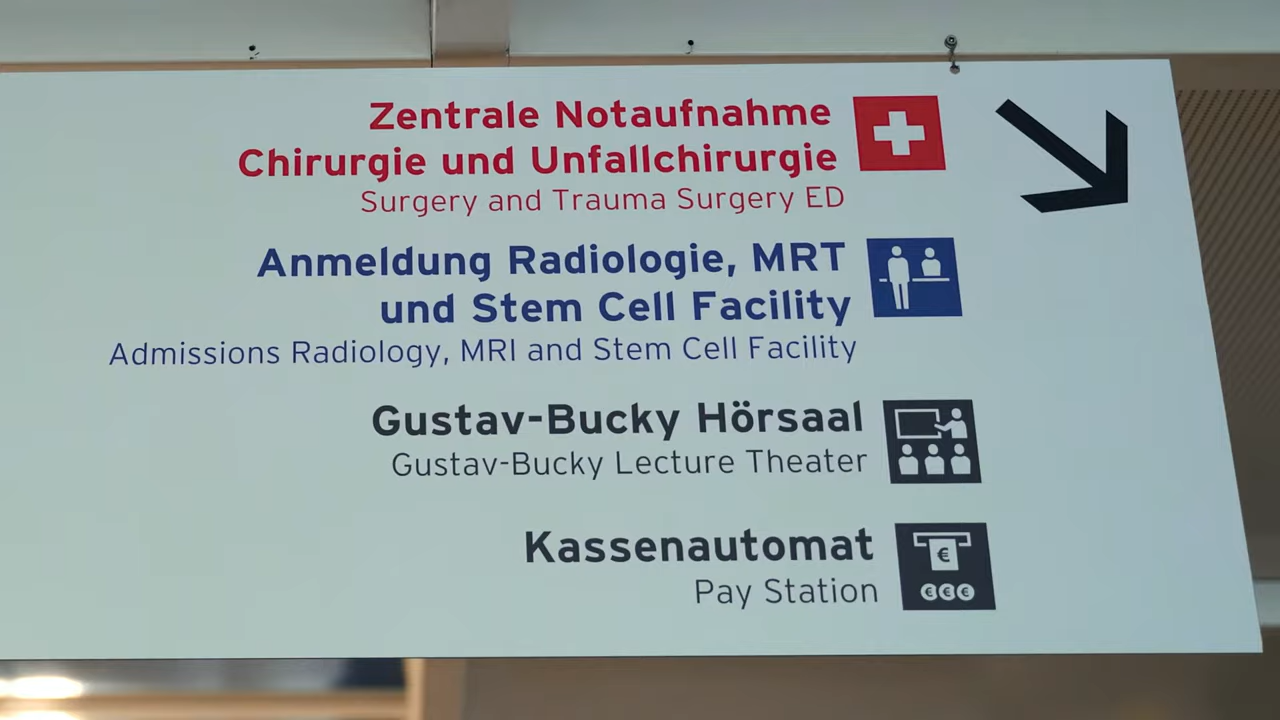 Zentrale Notaufnahme
Chirurgie und Unfallchirurgie
Surgery and Trauma Surgery ED
Anmeldung Radiologie, MRT
und Stem Cell Facility
Admissions Radiology, MRI and Stem Cell Facility
Gustav-Bucky Hörsaal
Gustav-Bucky Lecture Theater
Kassenautomat
€
Pay Station
€€€